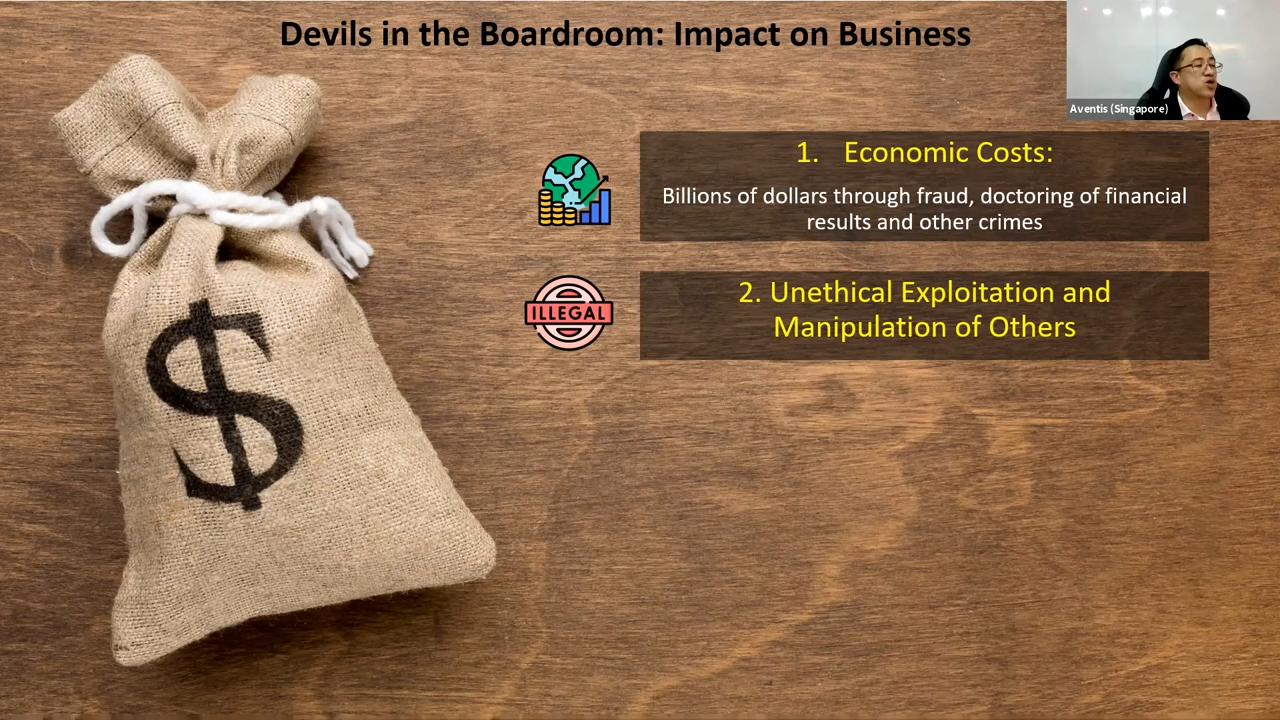 Devils in the Boardroom: Impact on Business
Aventis (Singapore)
1. Economic Costs:
Billions of dollars through fraud, doctoring of financial
results and other crimes
ILLEGAL
2. Unethical Exploitation and
Manipulation of Others
$